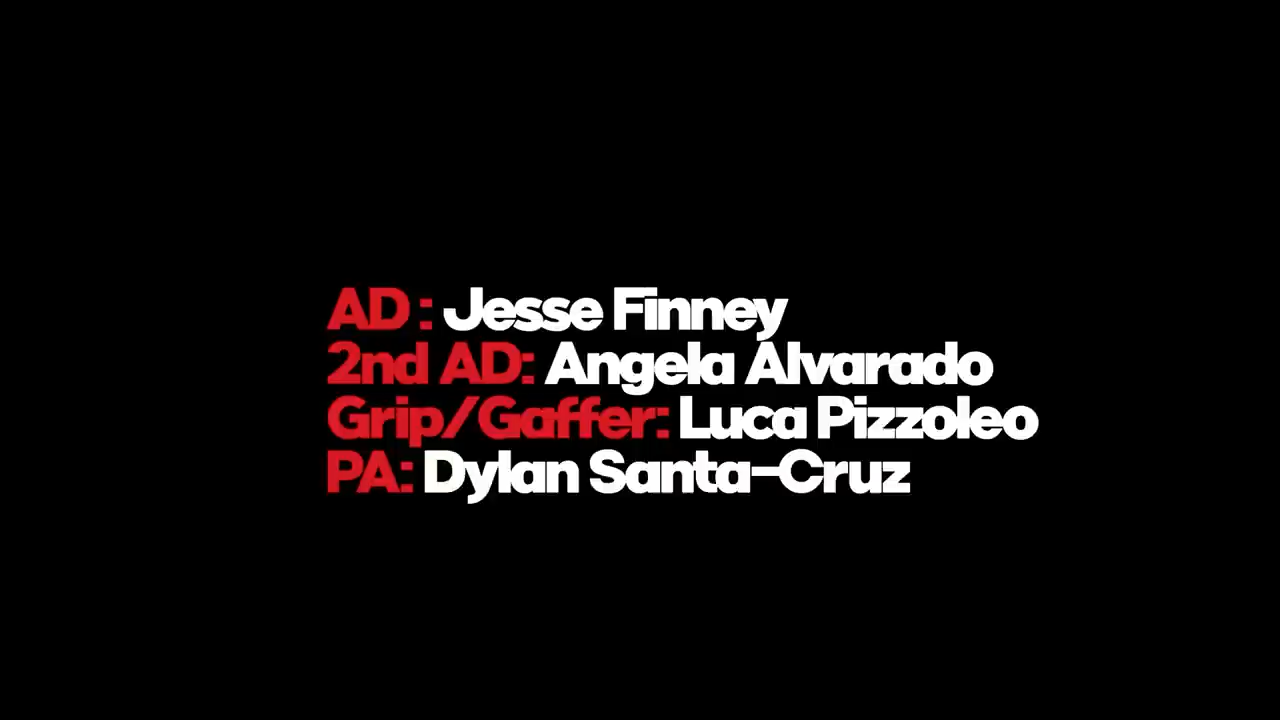 AD : Jesse Finney
2nd AD: Angela Alvarado
Grip/Gaffer: Luca Pizzoleo
PA: Dylan Santa-Cruz